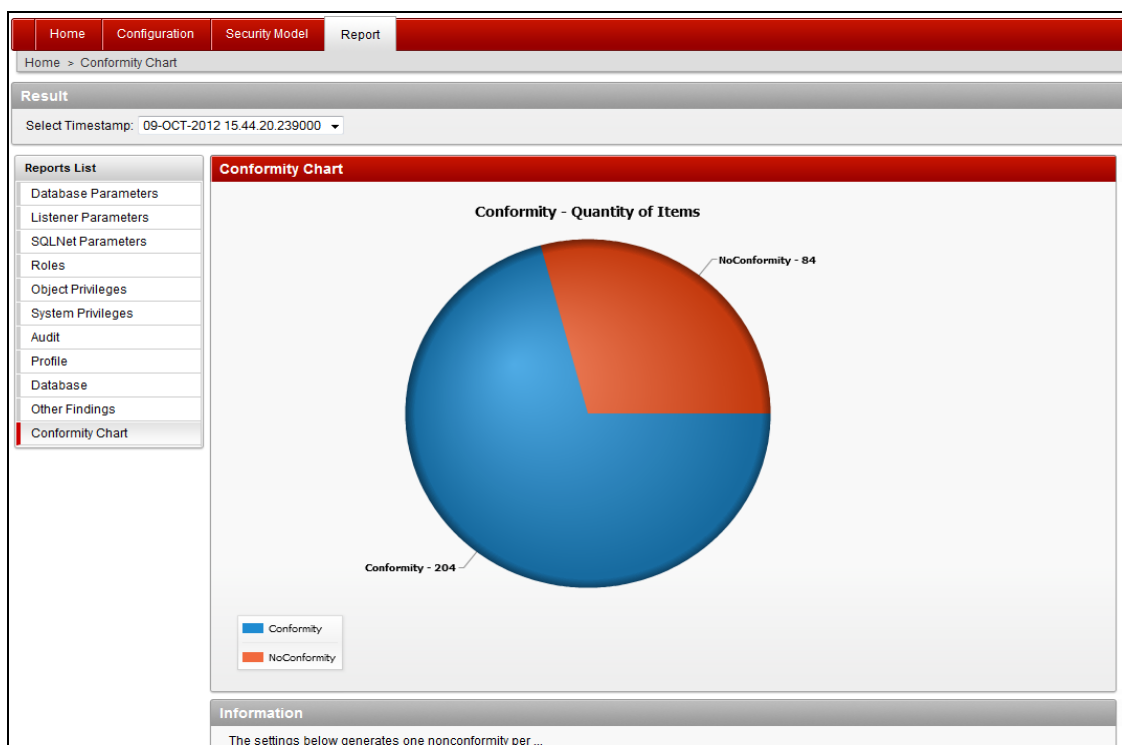 Home Configuration Security Model Report
Home > Conformity Chart
Result
Select Timestamp: 09-OCT-2012 15.44.20.239000
Reports List
Database Parameters
Listener Parameters
SQLNet Parameters
Roles
Object Privileges
System Privileges
Audit
Profile
Database
Other Findings
Conformity Chart
Conformity Chart
Conformity - Quantity of Items
NoConformity - 84
Conformity - 204
Conformity
NoConformity
Information
The settings below generates one nonconformity per ...